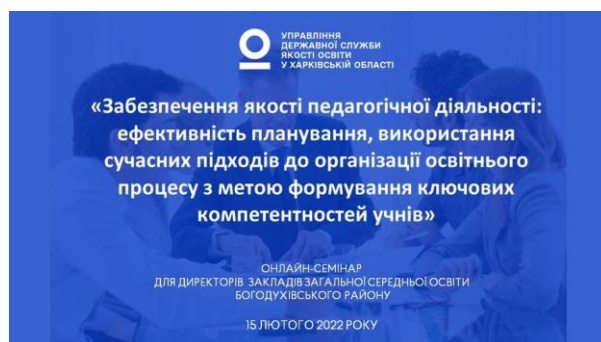 УПРАВЛІННЯ
ДЕРЖАВНОЇ СЛУЖБИ
ЯКОСТІ ОСВІТИ
У ХАРКІВСЬКІЙ ОБЛАСТІ
«Забезпечення якості педагогічної діяльності:
ефективність планування, використання
сучасних підходів до організації освітнього
процесу з метою формування ключових
компетентностей учнів»
ОНЛАЙН-СЕМІНАР
ДЛЯ ДИРЕКТОРІВ ЗАКЛАДІВ ЗАГАЛЬНОЇ СЕРЕДНЬОЇ ОСВІТИ
БОГОДУХІВСЬКОГО РАЙОНУ
15 ЛЮТОГО 2022 РОКУ